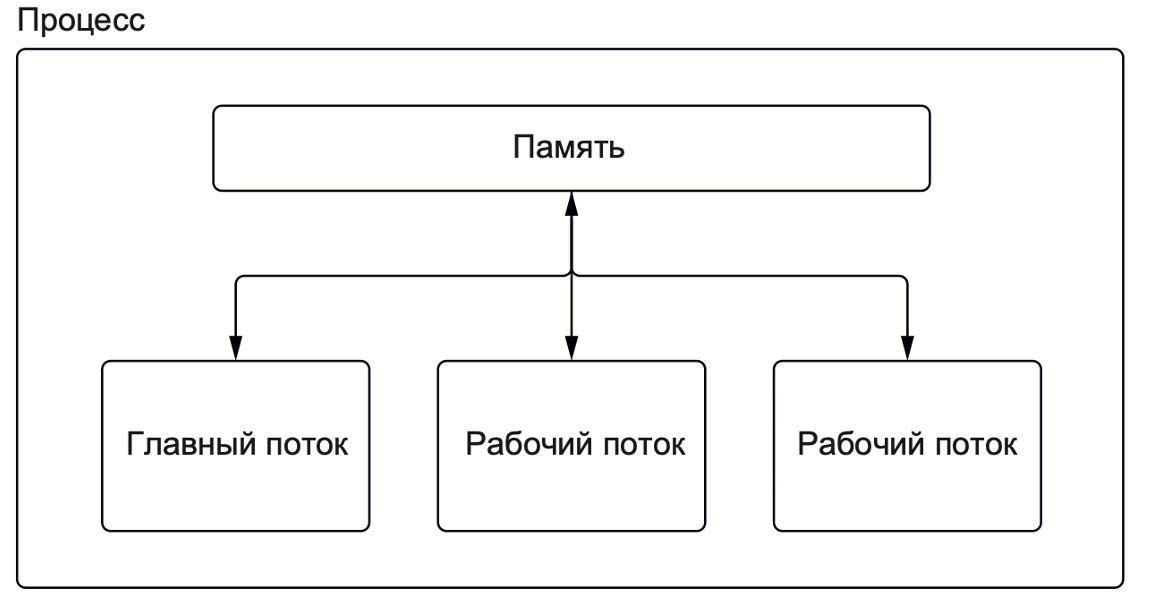 Процесс
Память
Главный поток
Рабочий поток
Рабочий поток